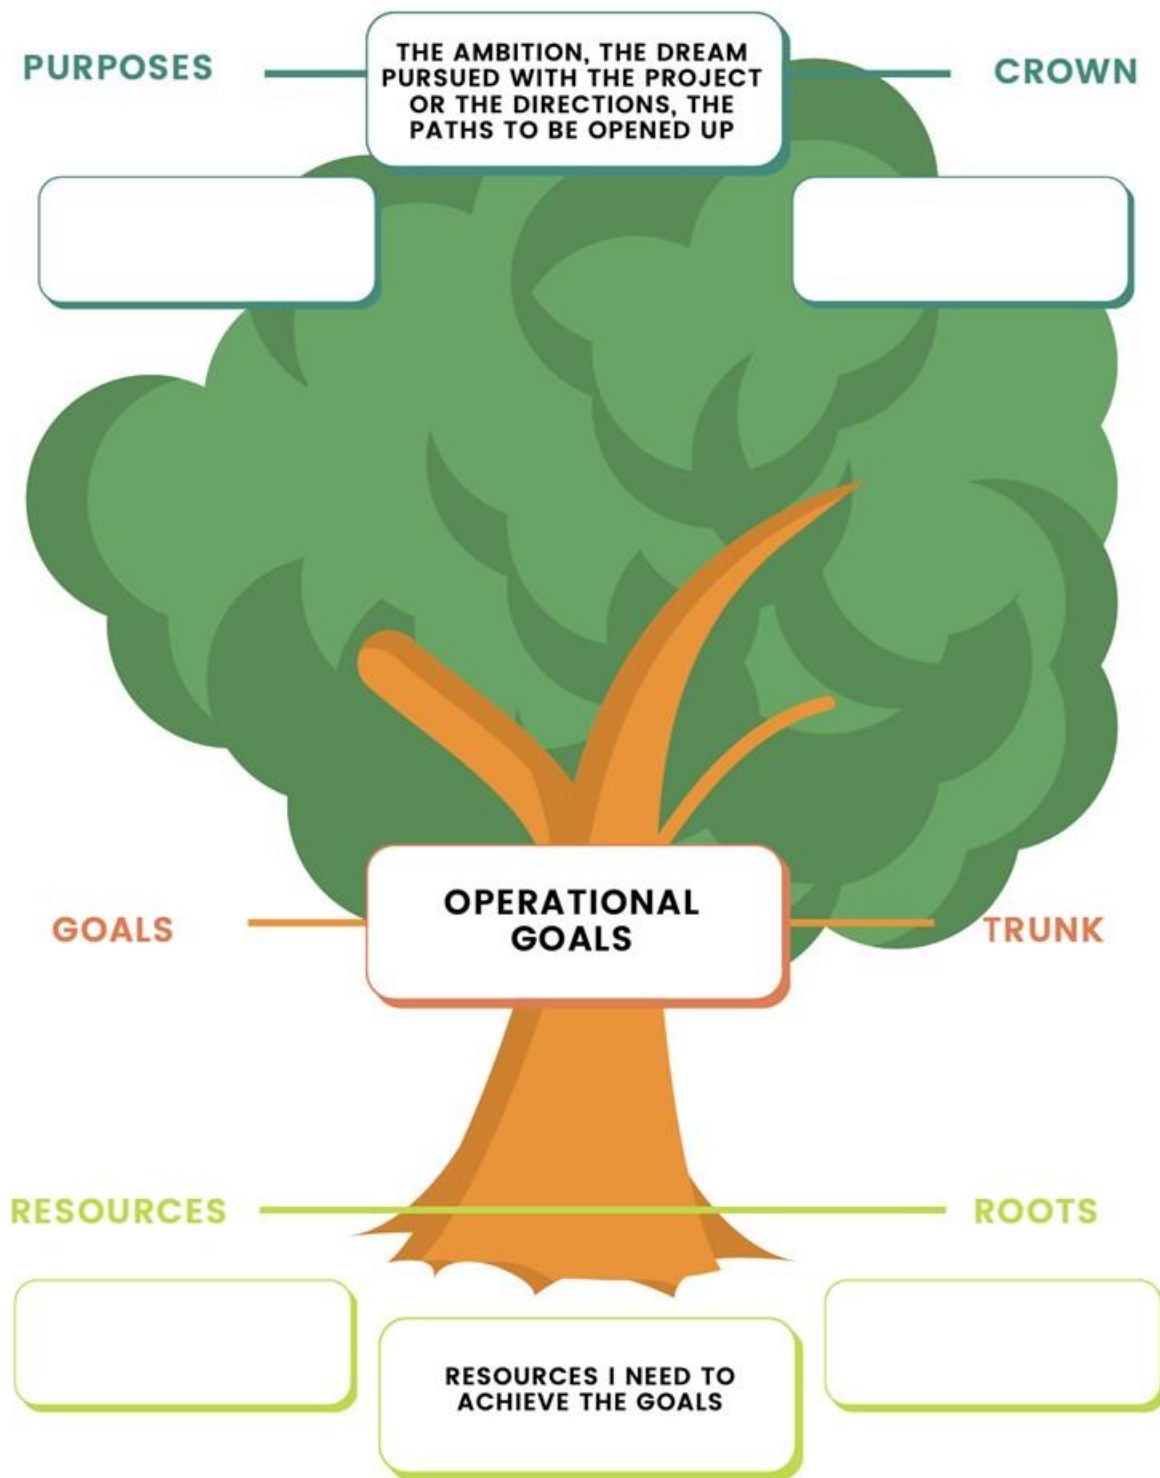 PURPOSES
THE AMBITION, THE DREAM
PURSUED WITH THE PROJECT
OR THE DIRECTIONS, THE
PATHS TO BE OPENED UP
CROWN
GOALS
OPERATIONAL
GOALS
TRUNK
RESOURCES
ROOTS
RESOURCES I NEED TO
ACHIEVE THE GOALS